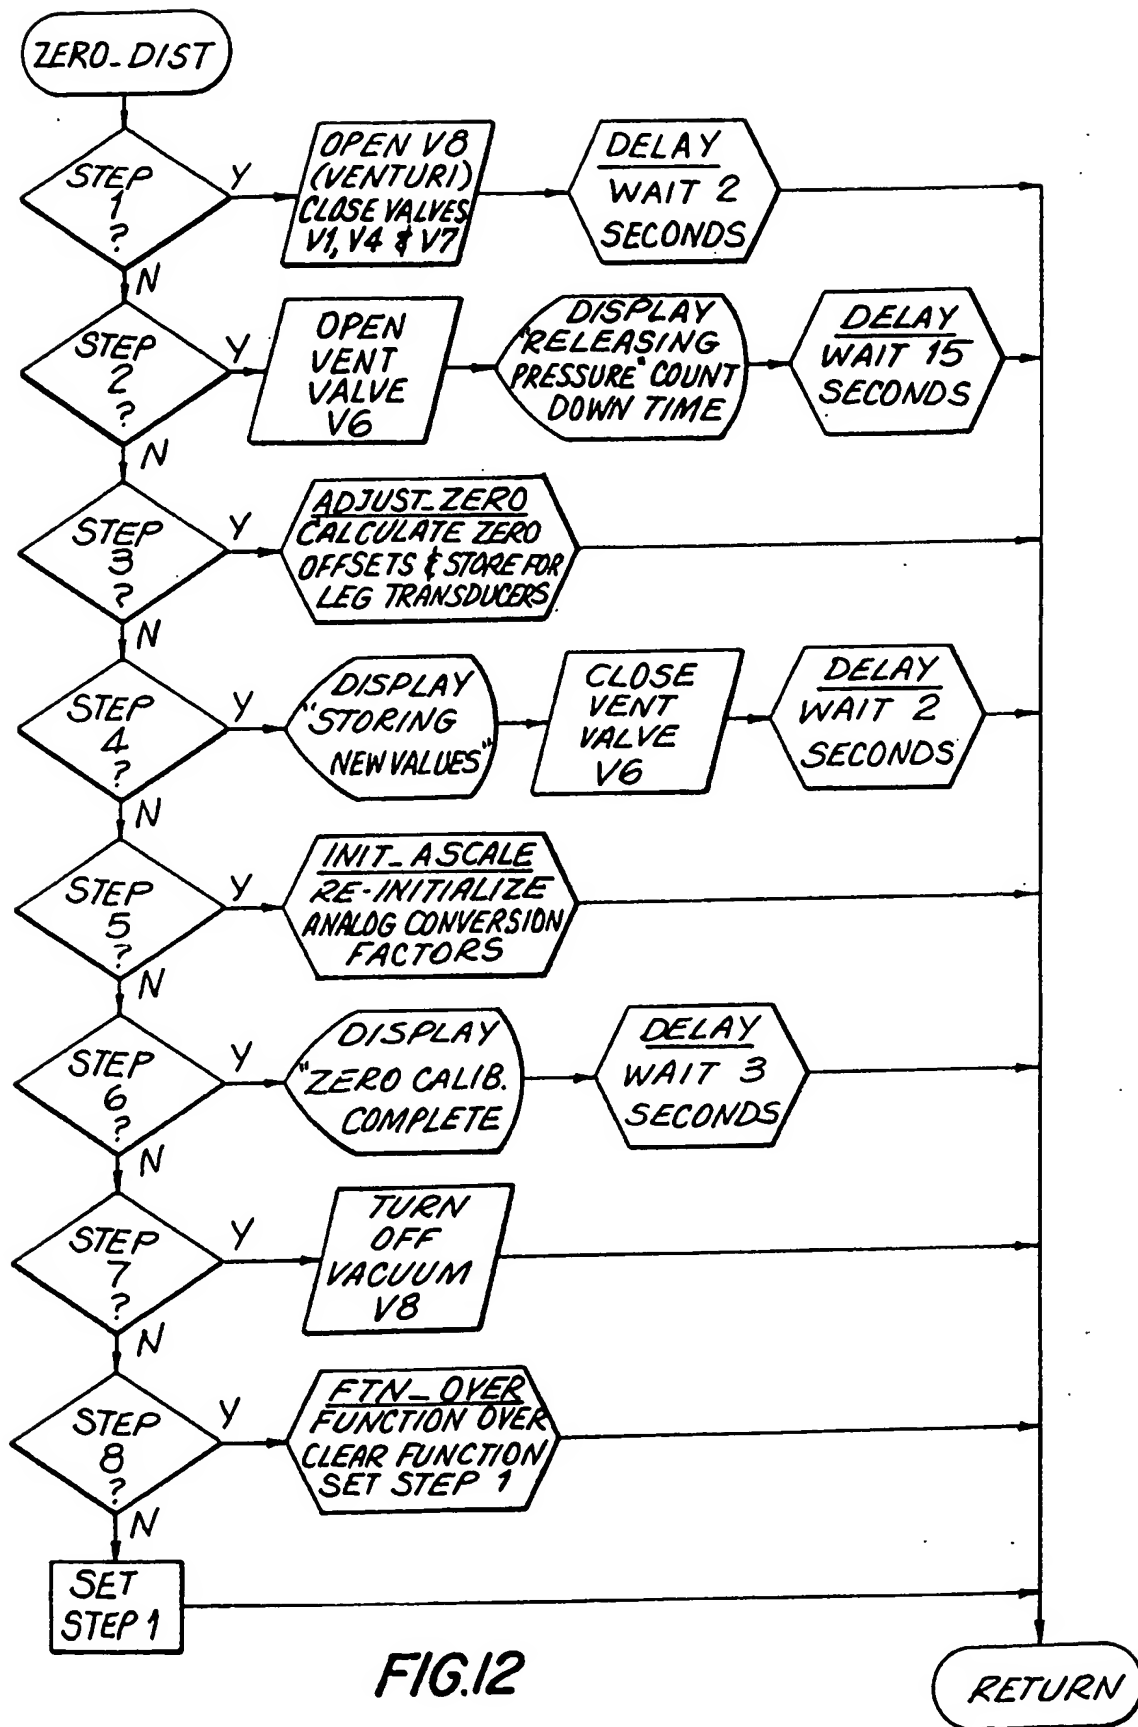 ZERO_DIST
STEP
1
?
Y
OPEN V8
(VENTURI)
CLOSE VALVES
V1, V4 & V7
DELAY
WAIT 2
SECONDS
N
STEP
2
?
Y
OPEN
VENT
VALVE
V6
DISPLAY
"RELEASING
PRESSURE" COUNT
DOWN TIME
DELAY
WAIT 15
SECONDS
N
STEP
3
?
Y
ADJUST_ZERO
CALCULATE ZERO
OFFSETS & STORE FOR
LEG TRANSDUCERS
N
STEP
4
?
Y
DISPLAY
"STORING
NEW VALUES"
CLOSE
VENT
VALVE
V6
DELAY
WAIT 2
SECONDS
N
STEP
5
?
Y
INIT_ASCALE
RE-INITIALIZE
ANALOG CONVERSION
FACTORS
N
STEP
6
?
Y
DISPLAY
"ZERO CALIB.
COMPLETE
DELAY
WAIT 3
SECONDS
N
STEP
7
?
Y
TURN
OFF
VACUUM
V8
N
STEP
8
?
Y
FTN_OVER
FUNCTION OVER
CLEAR FUNCTION
SET STEP 1
N
SET
STEP 1
RETURN
FIG.12